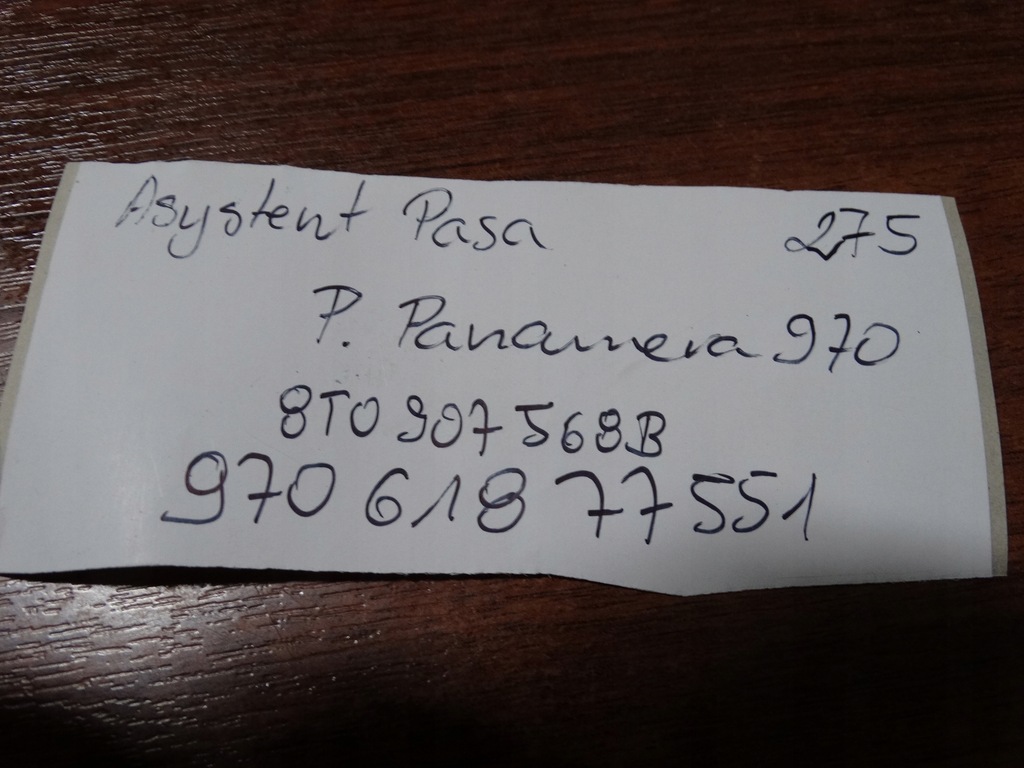 Asystent Pasa 275
P. Panamera 970
8T0 907 568B
970 618 77551